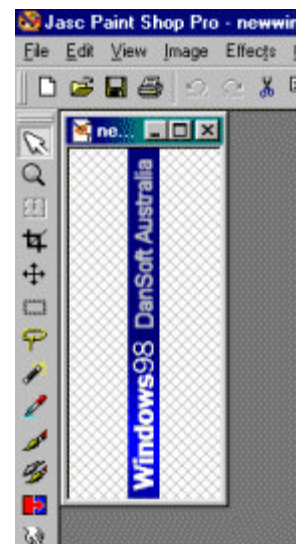 Jasc Paint Shop Pro - newwin
File Edit View Image Effects
ne...
Windows98 DanSoft Australia